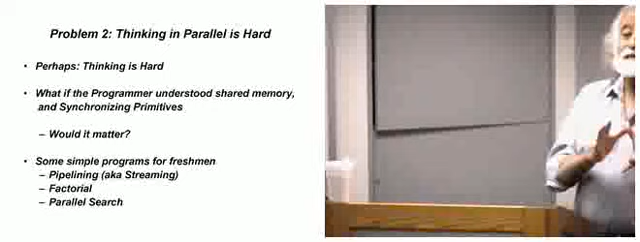 Problem 2: Thinking in Parallel is Hard
• Perhaps: Thinking is Hard
• What if the Programmer understood shared memory,
and Synchronizing Primitives
– Would it matter?
• Some simple programs for freshmen
– Pipelining (aka Streaming)
– Factorial
– Parallel Search